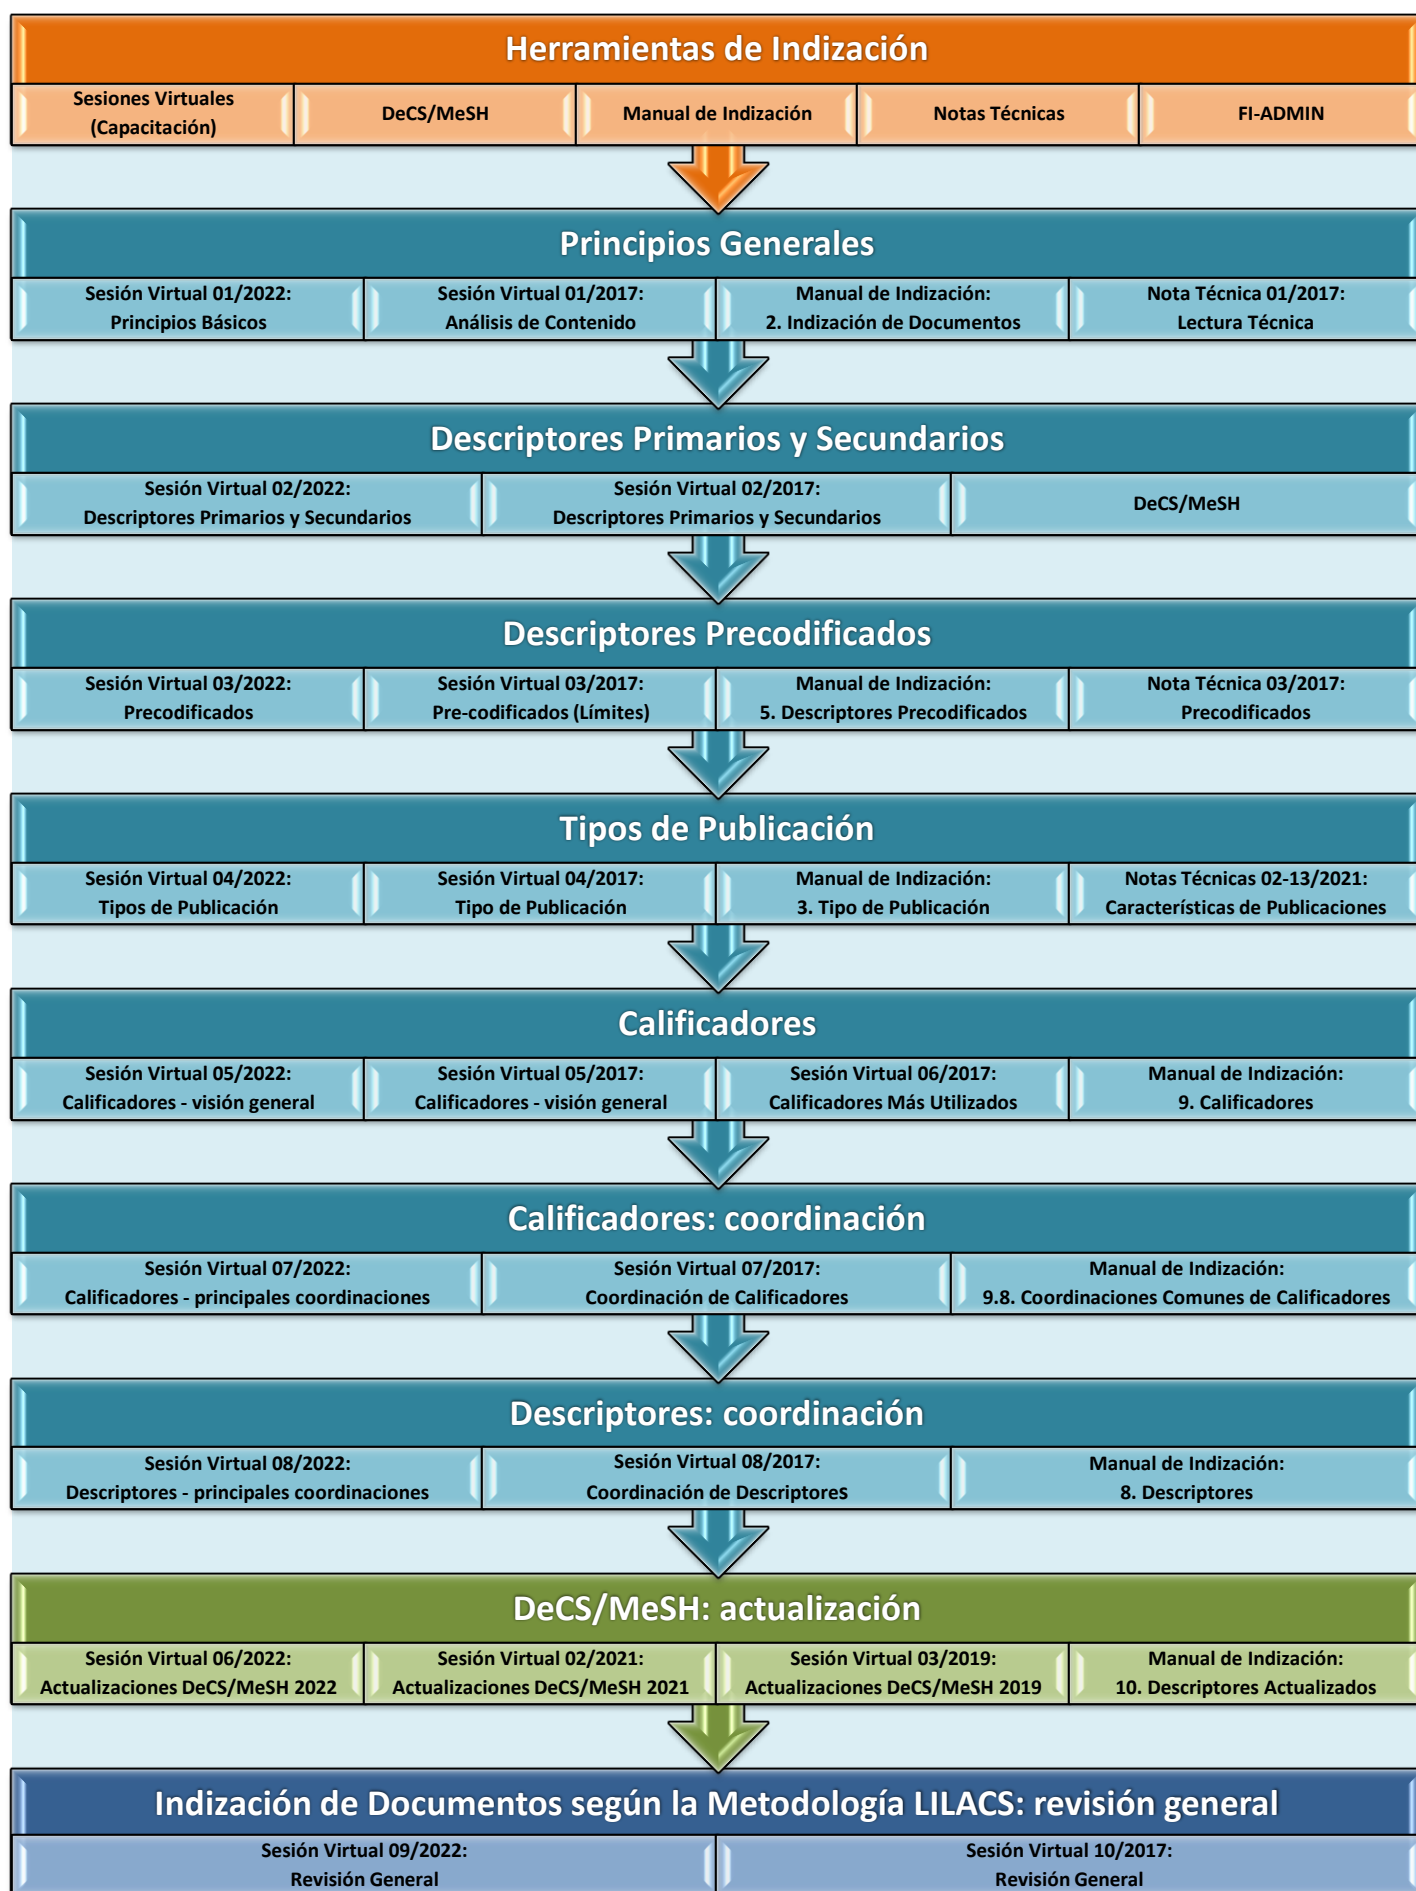 Herramientas de Indización
Sesiones Virtuales
(Capacitación)
DeCS/MeSH
Manual de Indización
Notas Técnicas
FI-ADMIN
Principios Generales
Sesión Virtual 01/2022:
Principios Básicos
Sesión Virtual 01/2017:
Análisis de Contenido
Manual de Indización:
2. Indización de Documentos
Nota Técnica 01/2017:
Lectura Técnica
Descriptores Primarios y Secundarios
Sesión Virtual 02/2022:
Descriptores Primarios y Secundarios
Sesión Virtual 02/2017:
Descriptores Primarios y Secundarios
DeCS/MeSH
Descriptores Precodificados
Sesión Virtual 03/2022:
Precodificados
Sesión Virtual 03/2017:
Pre-codificados (Límites)
Manual de Indización:
5. Descriptores Precodificados
Nota Técnica 03/2017:
Precodificados
Tipos de Publicación
Sesión Virtual 04/2022:
Tipos de Publicación
Sesión Virtual 04/2017:
Tipo de Publicación
Manual de Indización:
3. Tipo de Publicación
Notas Técnicas 02-13/2021:
Características de Publicaciones
Calificadores
Sesión Virtual 05/2022:
Calificadores - visión general
Sesión Virtual 05/2017:
Calificadores - visión general
Sesión Virtual 06/2017:
Calificadores Más Utilizados
Manual de Indización:
9. Calificadores
Calificadores: coordinación
Sesión Virtual 07/2022:
Calificadores - principales coordinaciones
Sesión Virtual 07/2017:
Coordinación de Calificadores
Manual de Indización:
9.8. Coordinaciones Comunes de Calificadores
Descriptores: coordinación
Sesión Virtual 08/2022:
Descriptores - principales coordinaciones
Sesión Virtual 08/2017:
Coordinación de Descriptores
Manual de Indización:
8. Descriptores
DeCS/MeSH: actualización
Sesión Virtual 06/2022:
Actualizaciones DeCS/MeSH 2022
Sesión Virtual 02/2021:
Actualizaciones DeCS/MeSH 2021
Sesión Virtual 03/2019:
Actualizaciones DeCS/MeSH 2019
Manual de Indización:
10. Descriptores Actualizados
Indización de Documentos según la Metodología LILACS: revisión general
Sesión Virtual 09/2022:
Revisión General
Sesión Virtual 10/2017:
Revisión General